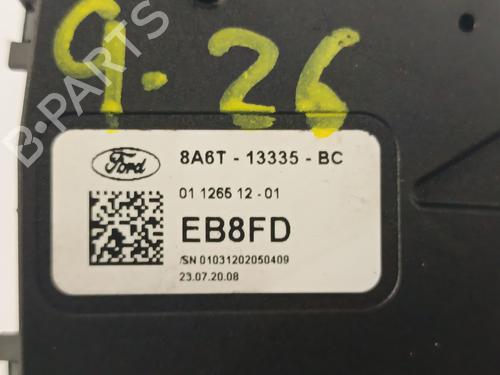 9.26
B-PARTS
Ford
8A6T - 13335 - BC
01 1265 12 - 01
EB8FD
/SN 01031202050409
23.07.20.08